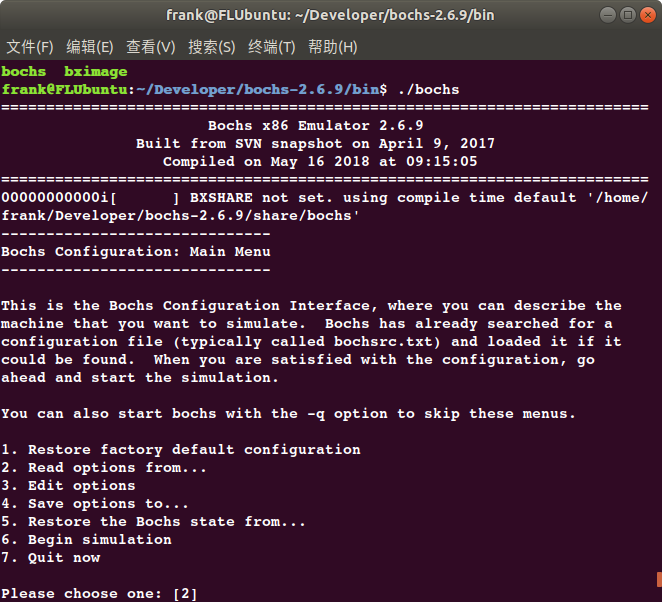 frank@FLUbuntu: ~/Developer/bochs-2.6.9/bin
文件(F) 编辑(E) 查看(V) 搜索(S) 终端(T) 帮助(H)
bochs  bximage
frank@FLUbuntu:~/Developer/bochs-2.6.9/bin$ ./bochs
========================================================================
                       Bochs x86 Emulator 2.6.9
               Built from SVN snapshot on April 9, 2017
                  Compiled on May 16 2018 at 09:15:05
========================================================================
00000000000i[      ] BXSHARE not set. using compile time default '/home/
frank/Developer/bochs-2.6.9/share/bochs'
------------------------------
Bochs Configuration: Main Menu
------------------------------

This is the Bochs Configuration Interface, where you can describe the
machine that you want to simulate.  Bochs has already searched for a
configuration file (typically called bochsrc.txt) and loaded it if it
could be found.  When you are satisfied with the configuration, go
ahead and start the simulation.

You can also start bochs with the -q option to skip these menus.

1. Restore factory default configuration
2. Read options from...
3. Edit options
4. Save options to...
5. Restore the Bochs state from...
6. Begin simulation
7. Quit now

Please choose one: [2]